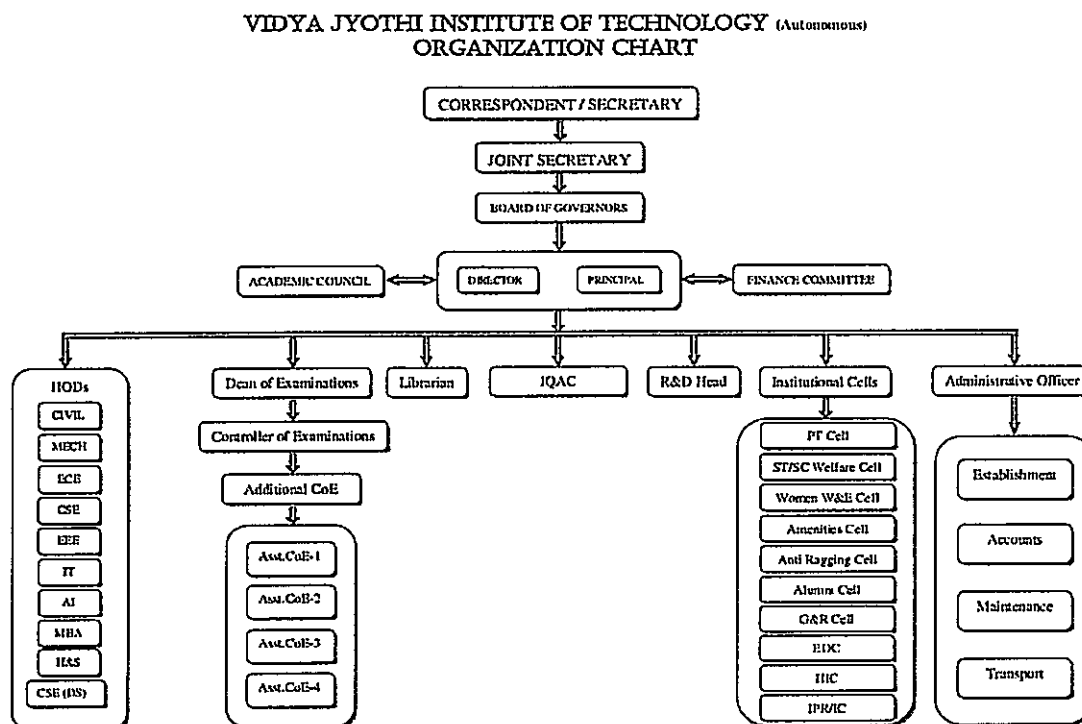 VIDYA JYOTHI INSTITUTE OF TECHNOLOGY (Autonomous)
ORGANIZATION CHART
CORRESPONDENT / SECRETARY
JOINT SECRETARY
BOARD OF GOVERNORS
ACADEMIC COUNCIL
DIRECTOR
PRINCIPAL
FINANCE COMMITTEE
HODs
CIVIL
MECH
ECE
CSE
EEE
IT
AI
MBA
H&S
CSE (DS)
Dean of Examinations
Controller of Examinations
Additional CoE
Asst.CoE-1
Asst.CoE-2
Asst.CoE-3
Asst.CoE-4
Librarian
IQAC
R&D Head
Institutional Cells
ST/SC Welfare Cell
Women W&E Cell
Amenities Cell
Anti Ragging Cell
Alumni Cell
G&R Cell
EDC
IPR/IC
Administrative Officer
Establishment
Accounts
Maintenance
Transport